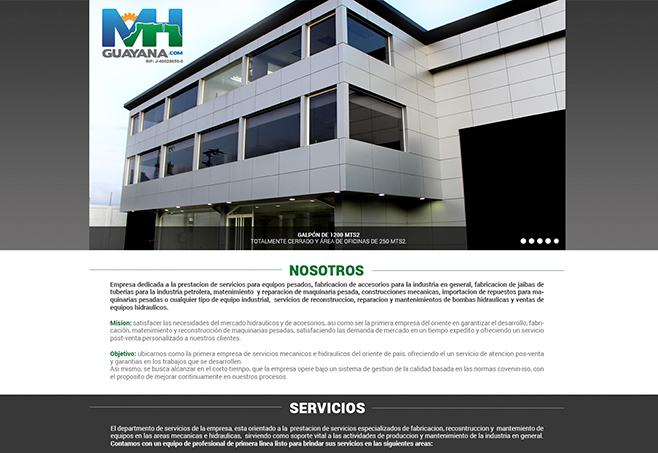 MH
GUAYANA.COM
RIF: J-40028650-0
GALPÓN DE 1200 MTS2
TOTALMENTE CERRADO Y ÁREA DE OFICINAS DE 250 MTS2.
NOSOTROS
Empresa dedicada a la prestacion de servicios para equipos pesados, fabricacion de accesorios para la industria en general, fabricacion de jaibas de
tuberias para la industria petrolera, matenimiento y reparacion de maquinaria pesada, construcciones mecanicas, importacion de repuestos para ma-
quinarias pesadas o cualquier tipo de equipo industrial, servicios de reconstruccion, reparacion y mantenimientos de bombas hidraulicas y ventas de
equipos hidraulicos.
Mision: satisfacer las necesidades del mercado hidraulicos y de accesorios, asi como ser la primera empresa del oriente en garantizar el desarrollo, fabri-
cación, matenimiento y reconstrucción de maquinarias pesadas, satisfaciendo las demanda de mercado en un tiempo expedito y ofreciendo un servicio
post-venta personalizado a nuestros clientes.
Objetivo: ubicarnos como la primera empresa de servicios mecanicos e hidraulicos del oriente de pais, ofreciendo el un servicio de atencion pos-venta
y garantias en los trabajos que se desarrollen.
Asi mismo, se busca alcanzar en el corto tiempo, que la empresa opere bajo un sistema de gestion de la calidad basada en las normas covenin-iso, con
el proposito de mejorar continuamente en nuestros procesos.
SERVICIOS
El departmento de servicios de la empresa, esta orientado a la prestacion de servicios especializados de fabricacion, recosntruccion y mantemiento de
equipos en las areas mecanicas e hidraulicas, sirviendo como soporte vital a las actividades de produccion y mantenimiento de la industria en general.
Contamos con un equipo de profesional de primera linea listo para brindar sus servicios en las siguientes areas: